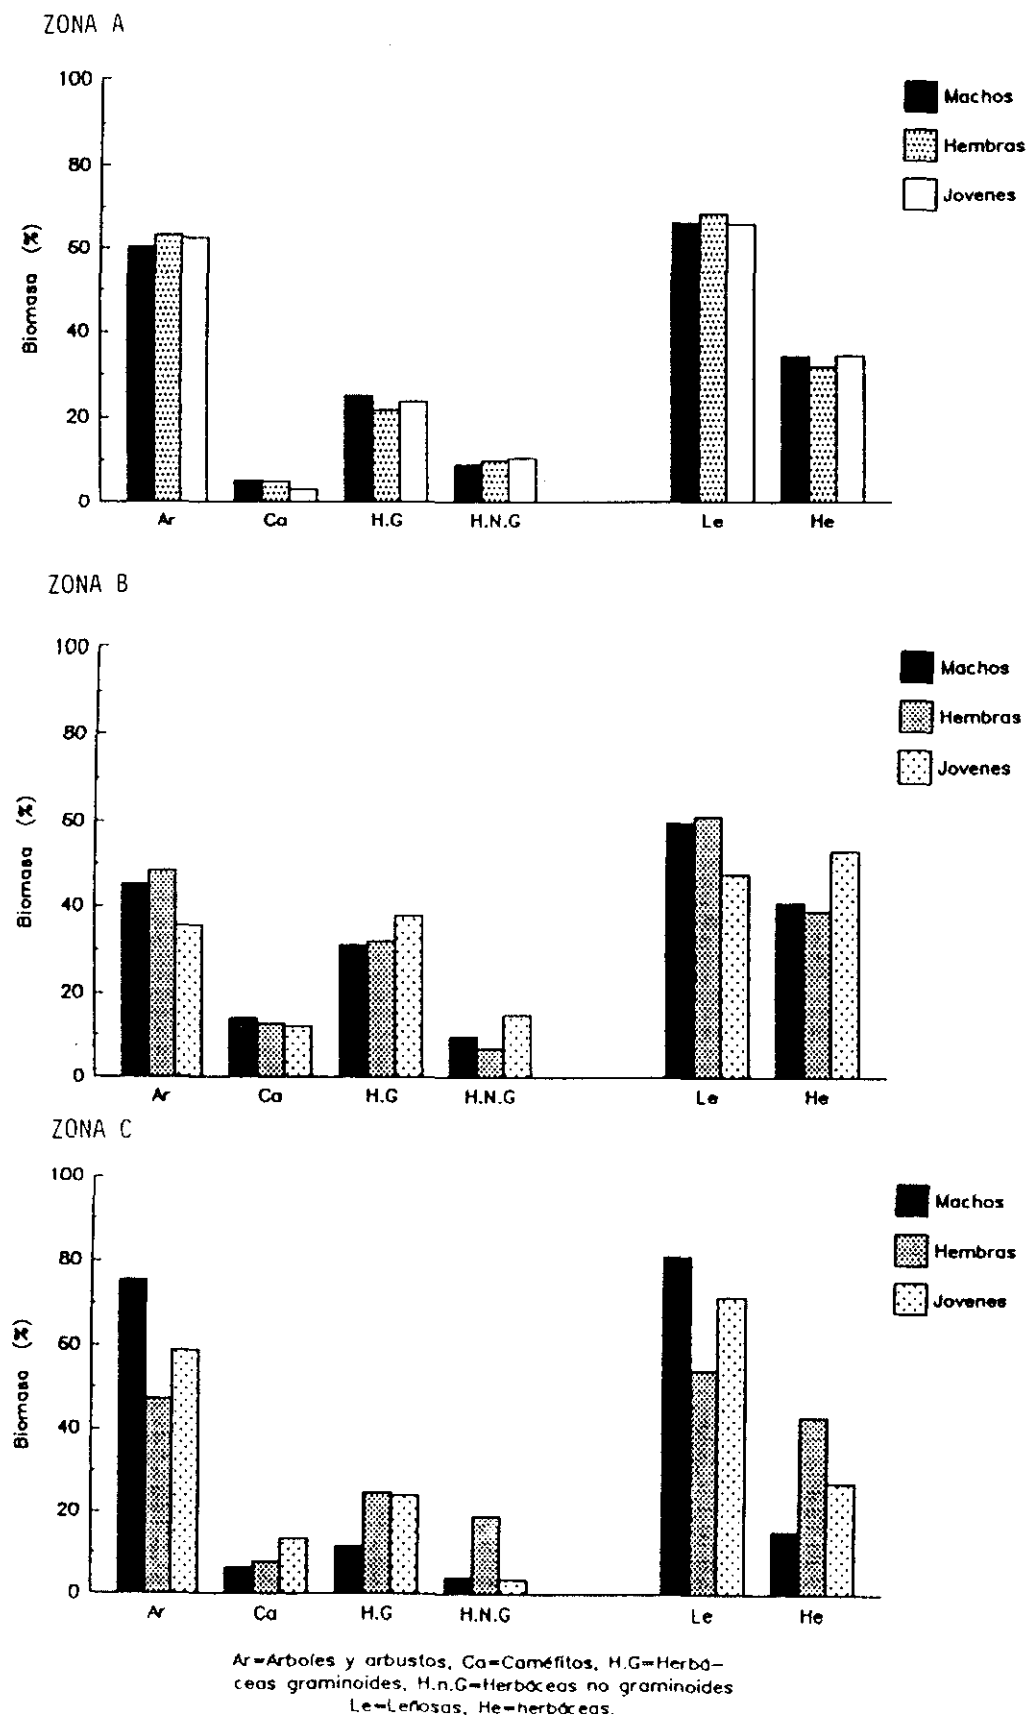 ZONA A
100
80
60
40
20
0
Biomasa (%)
Machos
Hembras
Jovenes
Ar Ca H.G H.N.G Le He
ZONA B
100
80
60
40
20
0
Biomasa (%)
Machos
Hembras
Jovenes
Ar Ca H.G H.N.G Le He
ZONA C
100
80
60
40
20
0
Biomasa (%)
Machos
Hembras
Jovenes
Ar Ca H.G H.N.G Le He
Ar=Arboles y arbustos, Ca=Caméfitos, H.G=Herbá-
ceas graminoides, H.n.G=Herbáceas no graminoides
Le=Leñosas, He=herbáceas.